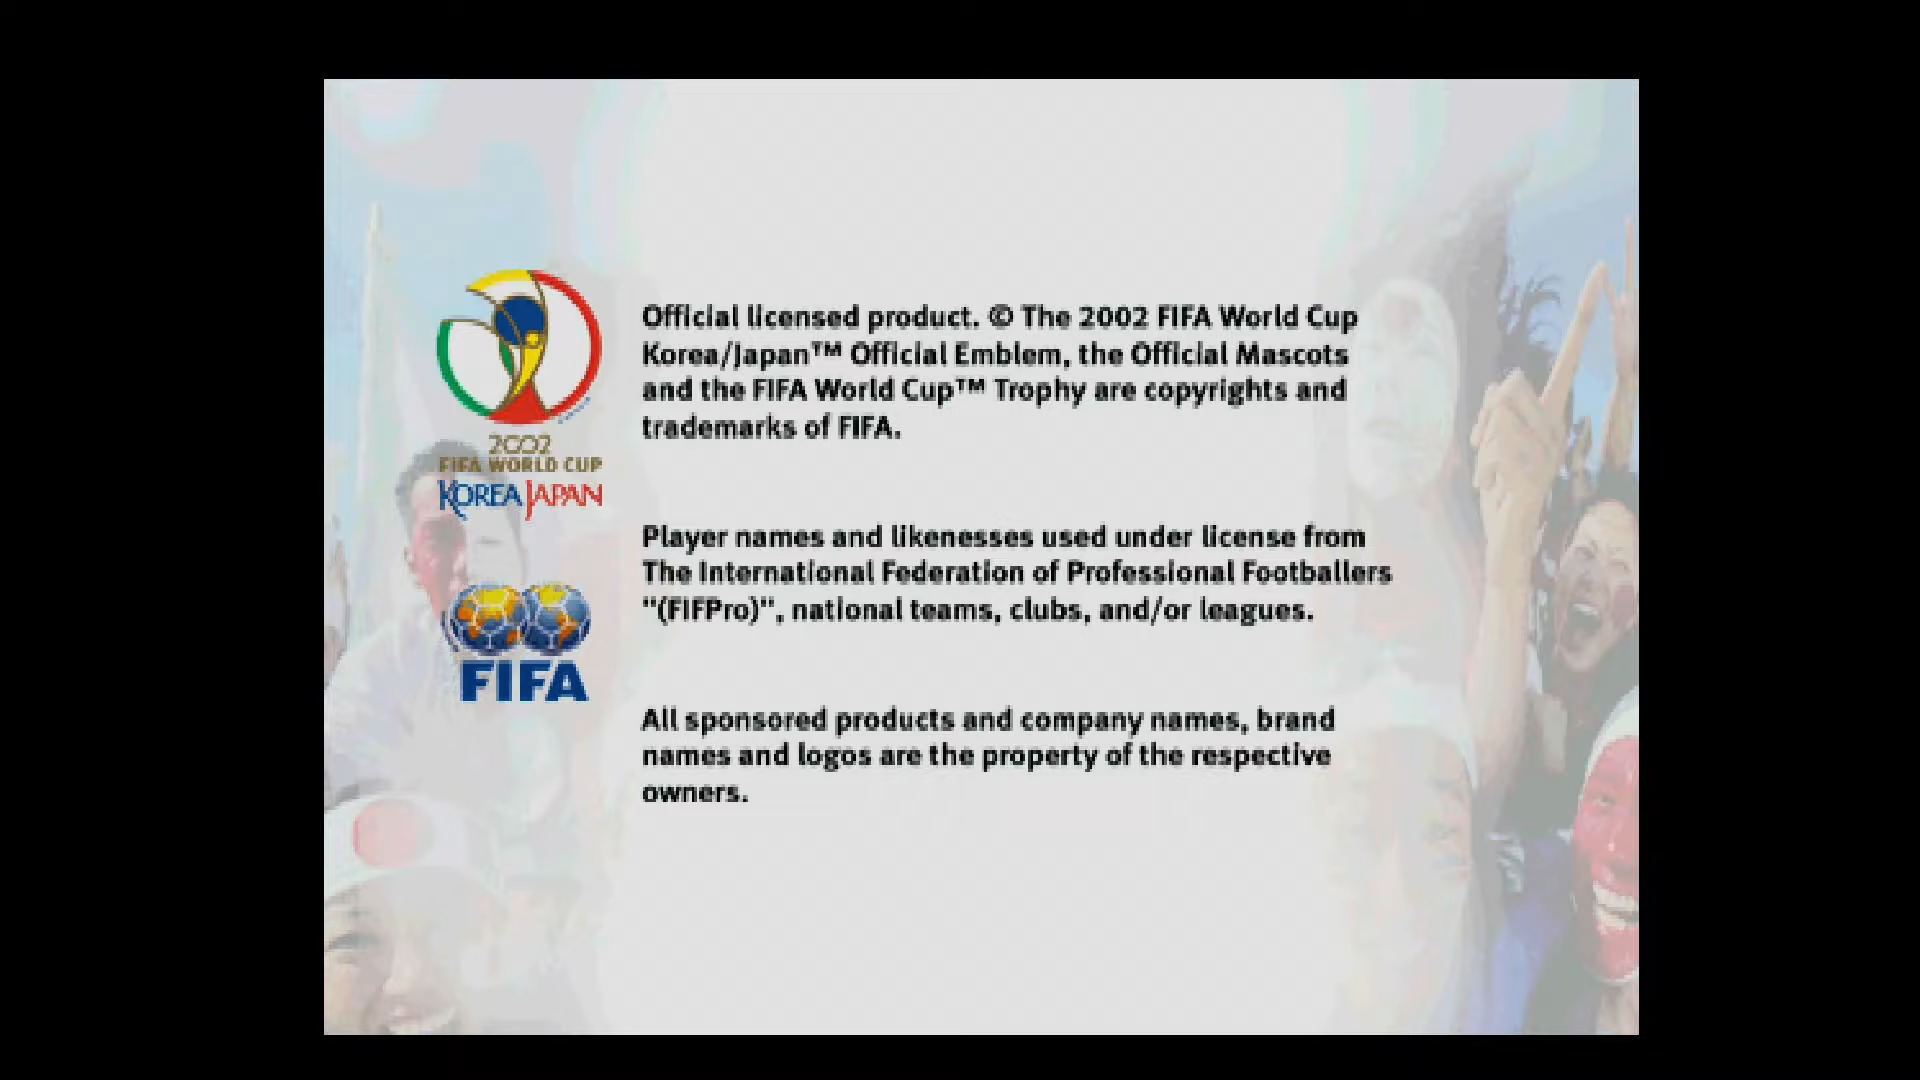 2002
FIFA WORLD CUP
KOREA JAPAN
FIFA
Official licensed product. © The 2002 FIFA World Cup
Korea/Japan™ Official Emblem, the Official Mascots
and the FIFA World Cup™ Trophy are copyrights and
trademarks of FIFA.
Player names and likenesses used under license from
The International Federation of Professional Footballers
"(FIFPro)", national teams, clubs, and/or leagues.
All sponsored products and company names, brand
names and logos are the property of the respective
owners.